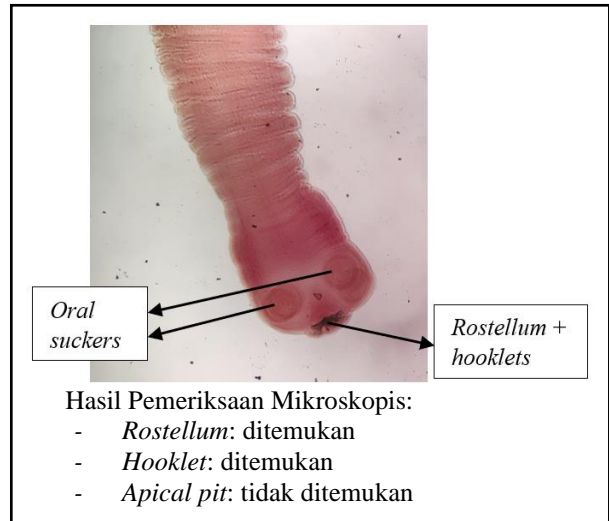 Oral
suckers
Rostellum +
hooklets
Hasil Pemeriksaan Mikroskopis:
- Rostellum: ditemukan
- Hooklet: ditemukan
- Apical pit: tidak ditemukan